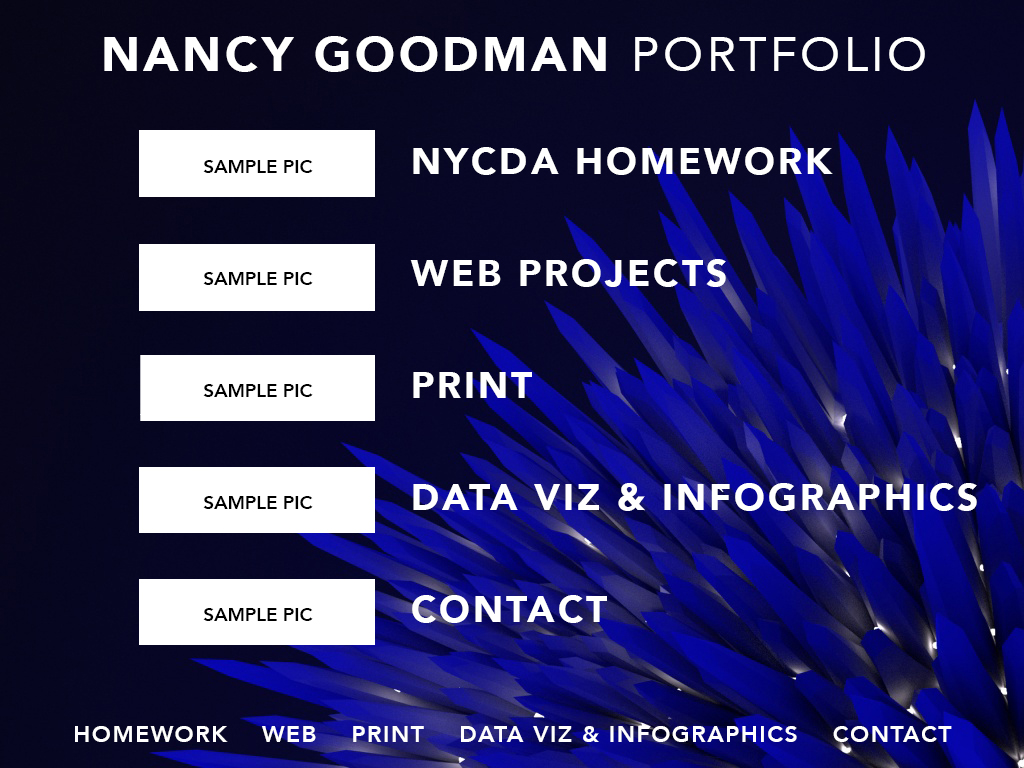 NANCY GOODMAN PORTFOLIO
SAMPLE PIC NYCDA HOMEWORK
SAMPLE PIC WEB PROJECTS
SAMPLE PIC PRINT
SAMPLE PIC DATA VIZ & INFOGRAPHICS
SAMPLE PIC CONTACT
HOMEWORK WEB PRINT DATA VIZ & INFOGRAPHICS CONTACT